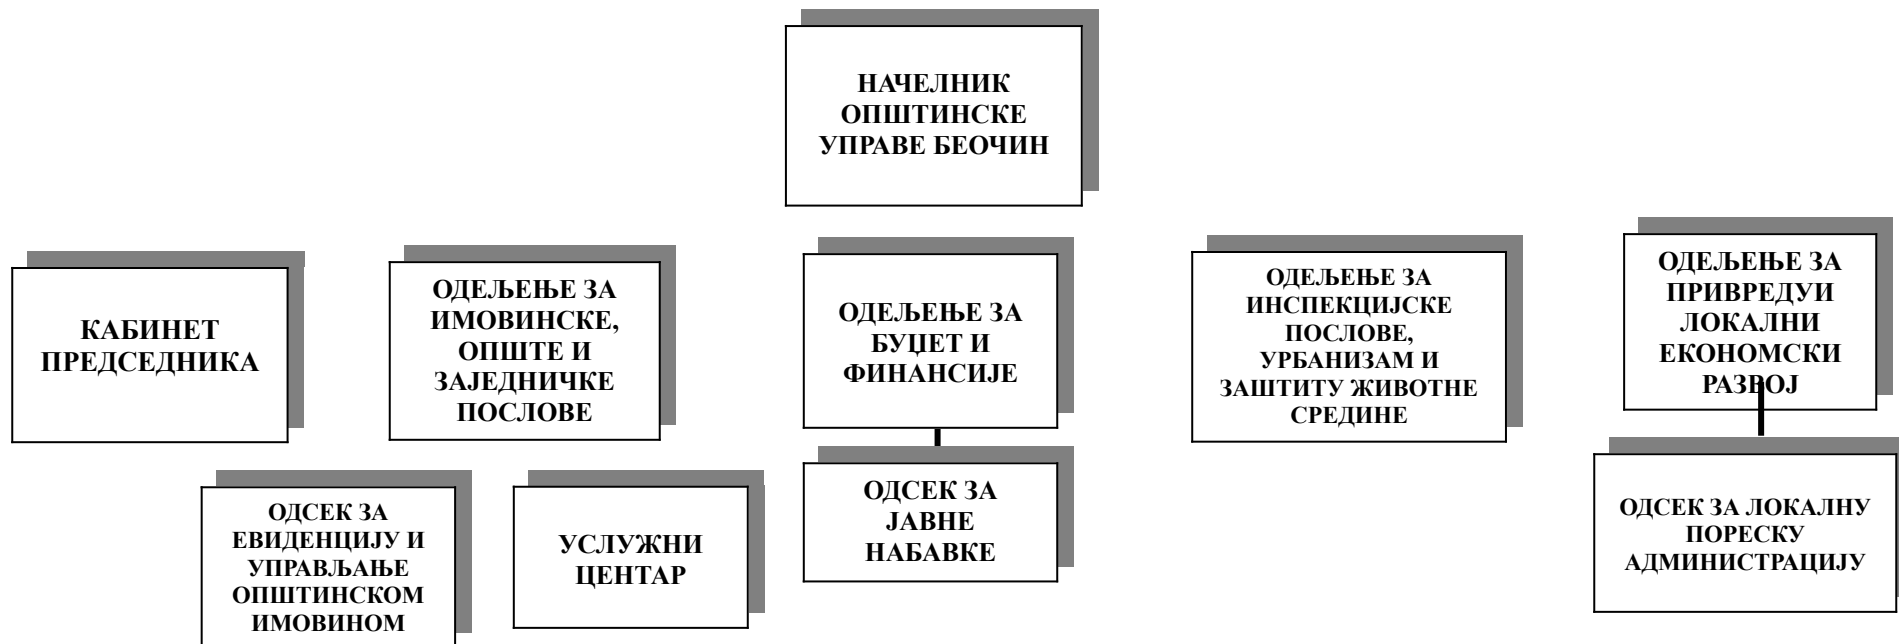 НАЧЕЛНИК
ОПШТИНСКЕ
УПРАВЕ БЕОЧИН
КАБИНЕТ
ПРЕДСЕДНИКА
ОДЕЉЕЊЕ ЗА
ИМОВИНСКЕ,
ОПШТЕ И
ЗАЈЕДНИЧКЕ
ПОСЛОВЕ
ОДЕЉЕЊЕ ЗА
БУЏЕТ И
ФИНАНСИЈЕ
ОДЕЉЕЊЕ ЗА
ИНСПЕКЦИЈСКЕ
ПОСЛОВЕ,
УРБАНИЗАМ И
ЗАШТИТУ ЖИВОТНЕ
СРЕДИНЕ
ОДЕЉЕЊЕ ЗА
ПРИВРЕДУИ
ЛОКАЛНИ
ЕКОНОМСКИ
РАЗВОЈ
ОДСЕК ЗА
ЕВИДЕНЦИЈУ И
УПРАВЉАЊЕ
ОПШТИНСКОМ
ИМОВИНОМ
УСЛУЖНИ
ЦЕНТАР
ОДСЕК ЗА
ЈАВНЕ
НАБАВКЕ
ОДСЕК ЗА ЛОКАЛНУ
ПОРЕСКУ
АДМИНИСТРАЦИЈУ